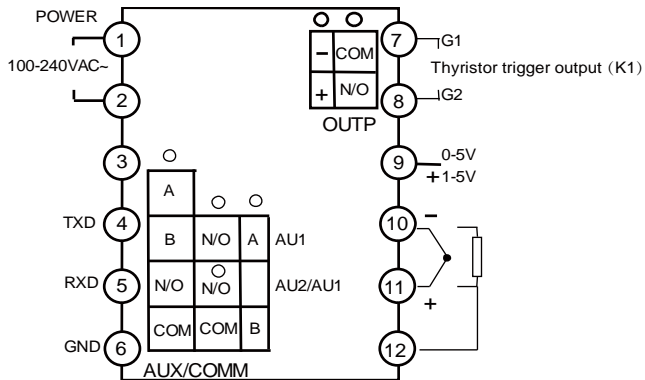 POWER
100-240VAC~
1
2
3
TXD 4
RXD 5
GND 6
A
B N/O A AU1
N/O N/O AU2/AU1
COM COM B
AUX/COMM
− COM
+ N/O
OUTP
7 G1
Thyristor trigger output（K1）
8 G2
9 0-5V
+ 1-5V
10 −
11 +
12